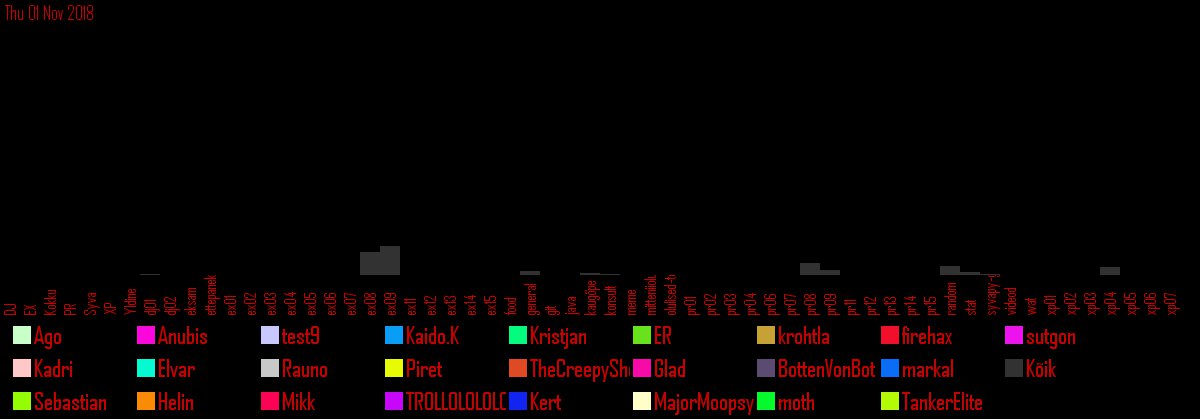 Thu 01 Nov 2018
DJ
EX
Kokku
PR
Syva
XP
Yldine
dj01
dj02
eksam
ettepanek
ex01
ex02
ex03
ex04
ex05
ex06
ex07
ex08
ex09
ex11
ex12
ex13
ex14
ex15
food
general
git
java
kaugõpe
konsult
meme
pr01
pr02
pr03
pr04
pr06
pr07
pr08
pr09
pr11
pr12
pr13
pr14
pr15
random
stat
videod
wat
xp01
xp02
xp03
xp04
xp05
xp06
xp07
Ago Anubis test9 Kaido.K Kristjan ER krohtla firehax sutgon
Kadri Elvar Rauno Piret TheCreepySh Glad BottenVonBot markal Kõik
Sebastian Helin Mikk TROLLOLOLOLO Kert MajorMoopsy moth TankerElite